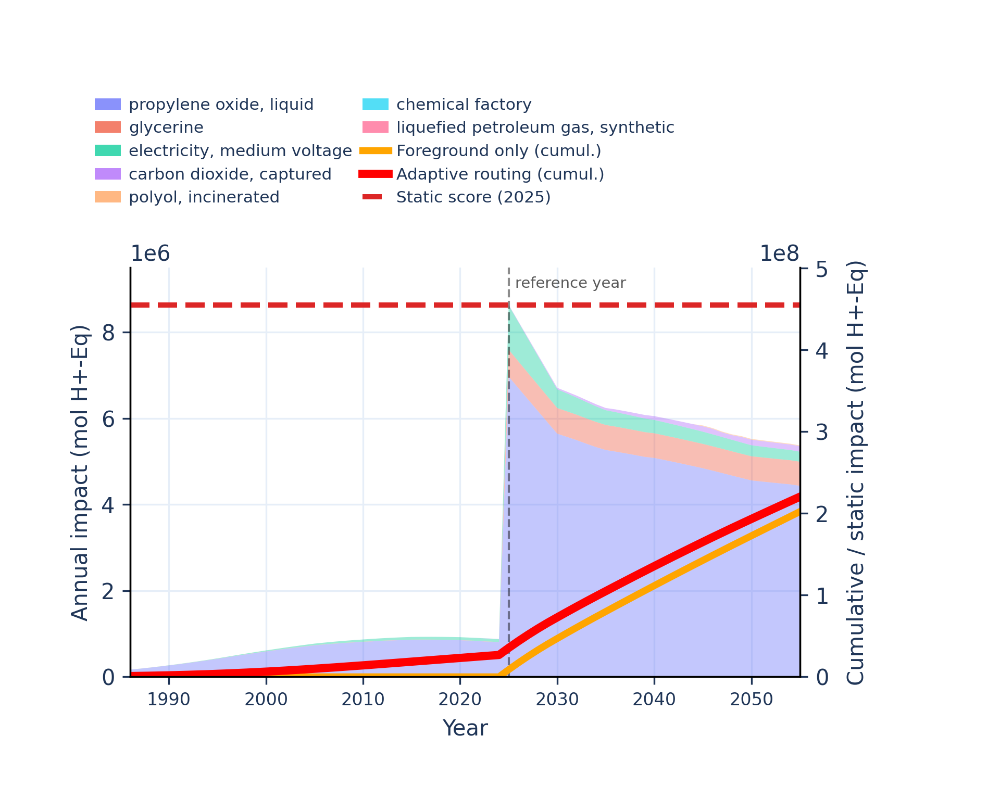 propylene oxide, liquid
glycerine
electricity, medium voltage
carbon dioxide, captured
polyol, incinerated
chemical factory
liquefied petroleum gas, synthetic
Foreground only (cumul.)
Adaptive routing (cumul.)
Static score (2025)
1e6
1e8
reference year
Annual impact (mol H+-Eq)
8
6
4
2
0
5
4
3
2
1
0
Cumulative / static impact (mol H+-Eq)
1990
2000
2010
2020
2030
2040
2050
Year